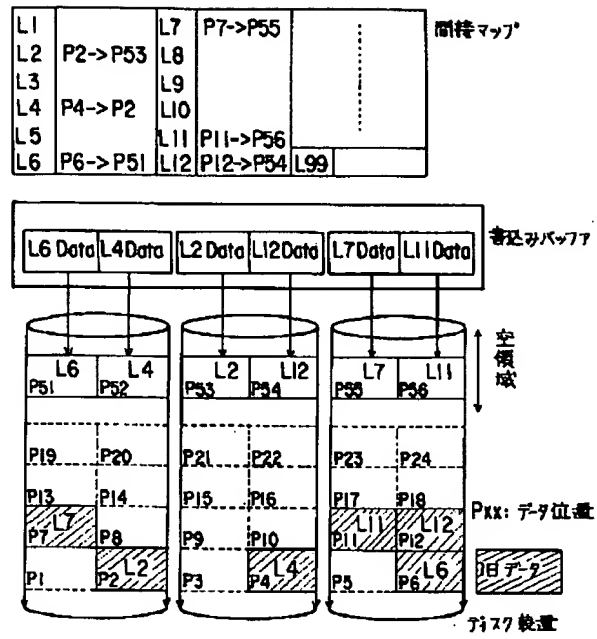 L1 L7 P7->P55 間接マップ
L2 P2->P53 L8
L3 L9
L4 P4->P2 L10
L5 L11 P11->P56
L6 P6->P51 L12 P12->P54 L99
書込みバッファ
L6 Data L4 Data L2 Data L12 Data L7 Data L11 Data
空領域
L6 L4 L2 L12 L7 L11
P51 P52 P53 P54 P55 P56
P19 P20 P21 P22 P23 P24
P13 P14 P15 P16 P17 P18
L7 L11 L12
P7 P8 P9 P10 P11 P12
Pxx: データ位置
L2 L4 L6
P1 P2 P3 P4 P5 P6
旧データ
ディスク装置